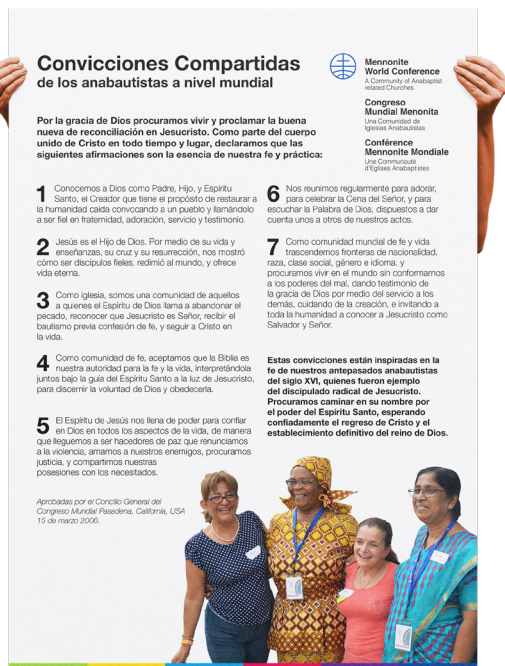 Convicciones Compartidas
de los anabautistas a nivel mundial
Mennonite
World Conference
A Community of Anabaptist
related Churches
Congreso
Mundial Menonita
Una Comunidad de
Iglesias Anabautistas
Conférence
Mennonite Mondiale
Une Communauté
d'Eglises Anabaptistes
Por la gracia de Dios procuramos vivir y proclamar la buena
nueva de reconciliación en Jesucristo. Como parte del cuerpo
unido de Cristo en todo tiempo y lugar, declaramos que las
siguientes afirmaciones son la esencia de nuestra fe y práctica:
1 Conocemos a Dios como Padre, Hijo, y Espíritu
Santo, el Creador que tiene el propósito de restaurar a
la humanidad caída convocando a un pueblo y llamándolo
a ser fiel en fraternidad, adoración, servicio y testimonio.
2 Jesús es el Hijo de Dios. Por medio de su vida y
enseñanzas, su cruz y su resurrección, nos mostró
cómo ser discípulos fieles, redimió al mundo, y ofrece
vida eterna.
3 Como iglesia, somos una comunidad de aquellos
a quienes el Espíritu de Dios llama a abandonar el
pecado, reconocer que Jesucristo es Señor, recibir el
bautismo previa confesión de fe, y seguir a Cristo en
la vida.
4 Como comunidad de fe, aceptamos que la Biblia es
nuestra autoridad para la fe y la vida, interpretándola
juntos bajo la guía del Espíritu Santo a la luz de Jesucristo,
para discernir la voluntad de Dios y obedecerla.
5 El Espíritu de Jesús nos llena de poder para confiar
en Dios en todos los aspectos de la vida, de manera
que lleguemos a ser hacedores de paz que renunciamos
a la violencia, amamos a nuestros enemigos, procuramos
justicia, y compartimos nuestras
posesiones con los necesitados.
Aprobadas por el Concilio General del
Congreso Mundial Pasadena, California, USA
15 de marzo 2006.
6 Nos reunimos regularmente para adorar,
para celebrar la Cena del Señor, y para
escuchar la Palabra de Dios, dispuestos a dar
cuenta unos a otros de nuestros actos.
7 Como comunidad mundial de fe y vida
trascendemos fronteras de nacionalidad,
raza, clase social, género e idioma, y
procuramos vivir en el mundo sin conformarnos
a los poderes del mal, dando testimonio de
la gracia de Dios por medio del servicio a los
demás, cuidando de la creación, e invitando a
toda la humanidad a conocer a Jesucristo como
Salvador y Señor.
Estas convicciones están inspiradas en la
fe de nuestros antepasados anabautistas
del siglo XVI, quienes fueron ejemplo
del discipulado radical de Jesucristo.
Procuramos caminar en su nombre por
el poder del Espíritu Santo, esperando
confiadamente el regreso de Cristo y el
establecimiento definitivo del reino de Dios.